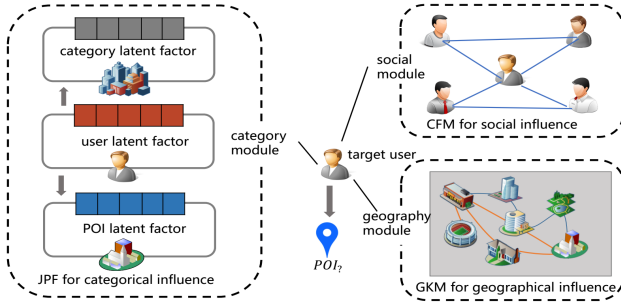 category latent factor
user latent factor
POI latent factor
JPF for categorical influence
category
module
social
module
target user
geography
module
POI?
CFM for social influence
GKM for geographical influence